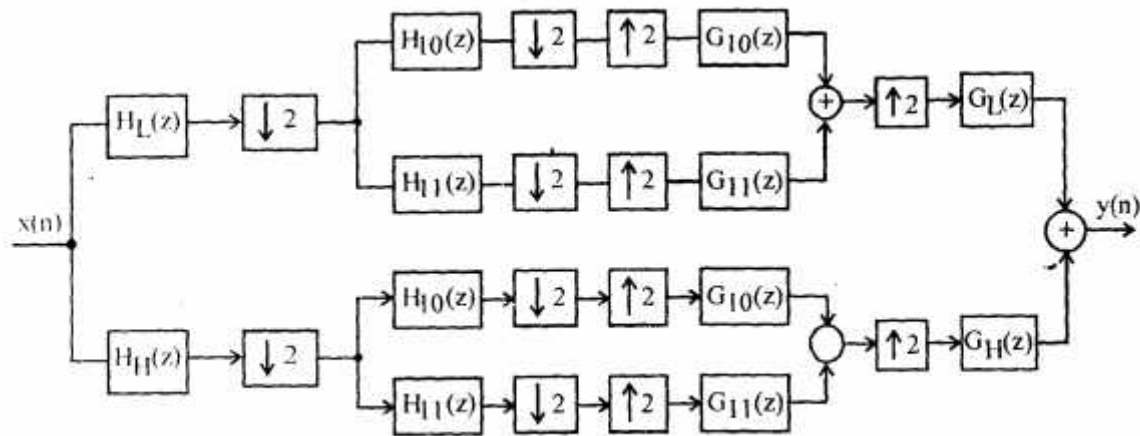 H10(z) ↓2 ↑2 G10(z)
HL(z) ↓2 + ↑2 GL(z)
H11(z) ↓2 ↑2 G11(z)
x(n) + y(n)
H10(z) ↓2 ↑2 G10(z)
HH(z) ↓2 ↑2 GH(z)
H11(z) ↓2 ↑2 G11(z)